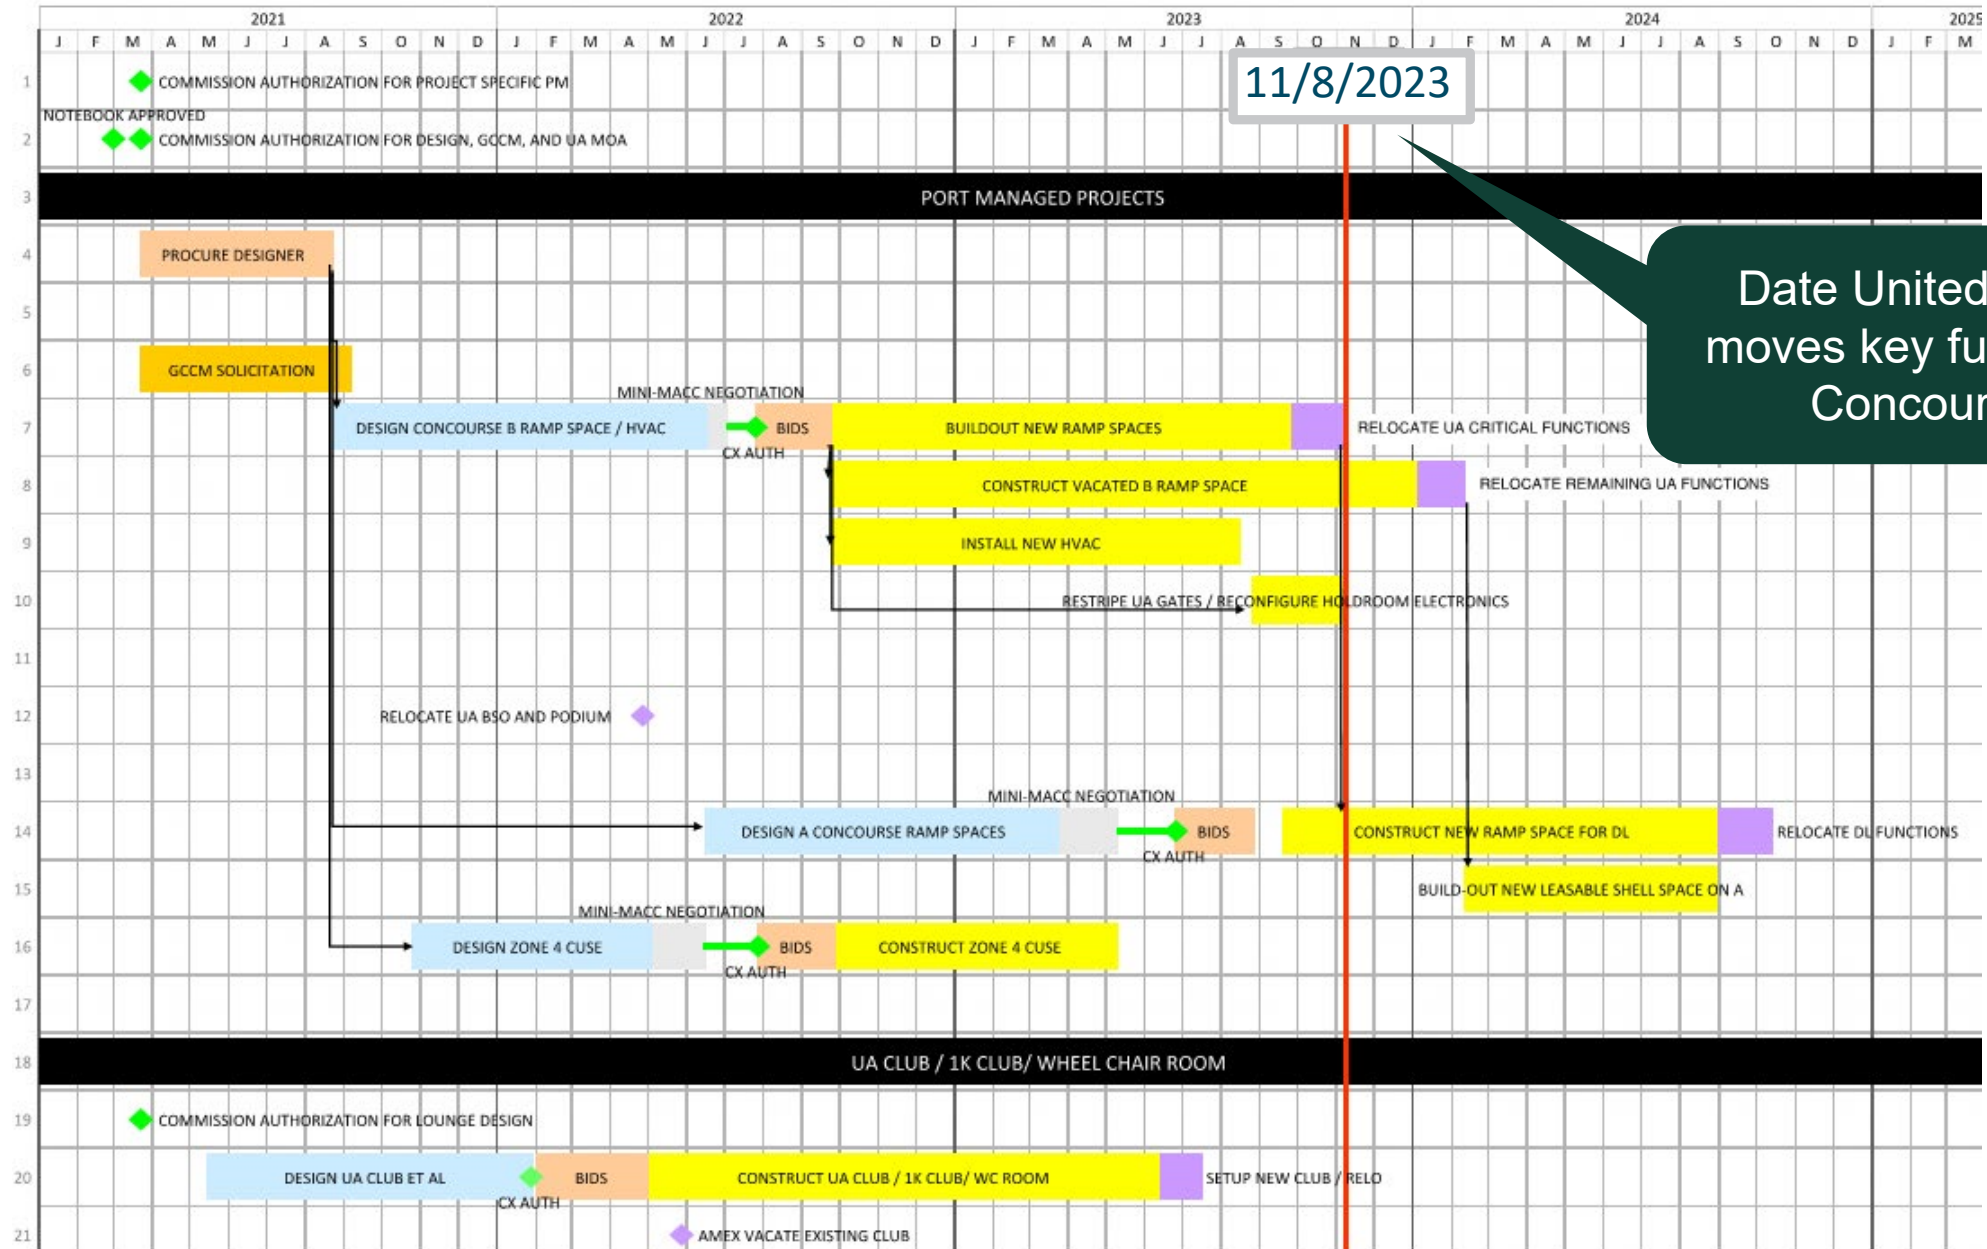 2021 2022 2023 2024 2025
J F M A M J J A S O N D J F M A M J J A S O N D J F M A M J J A S O N D J F M A M J J A S O N D J F M
11/8/2023
1 COMMISSION AUTHORIZATION FOR PROJECT SPECIFIC PM
NOTEBOOK APPROVED
2 COMMISSION AUTHORIZATION FOR DESIGN, GCCM, AND UA MOA
3 PORT MANAGED PROJECTS
4 PROCURE DESIGNER
Date United
moves key fu
Concour
5
6 GCCM SOLICITATION
MINI-MACC NEGOTIATION
7 DESIGN CONCOURSE B RAMP SPACE / HVAC BIDS BUILDOUT NEW RAMP SPACES RELOCATE UA CRITICAL FUNCTIONS
CX AUTH
8 CONSTRUCT VACATED B RAMP SPACE RELOCATE REMAINING UA FUNCTIONS
9 INSTALL NEW HVAC
10 RESTRIPE UA GATES / RECONFIGURE HOLDROOM ELECTRONICS
11
12 RELOCATE UA BSO AND PODIUM
13
MINI-MACC NEGOTIATION
14 DESIGN A CONCOURSE RAMP SPACES BIDS CONSTRUCT NEW RAMP SPACE FOR DL RELOCATE DL FUNCTIONS
CX AUTH
15 BUILD-OUT NEW LEASABLE SHELL SPACE ON A
MINI-MACC NEGOTIATION
16 DESIGN ZONE 4 CUSE BIDS CONSTRUCT ZONE 4 CUSE
CX AUTH
17
18 UA CLUB / 1K CLUB/ WHEEL CHAIR ROOM
19 COMMISSION AUTHORIZATION FOR LOUNGE DESIGN
20 DESIGN UA CLUB ET AL BIDS CONSTRUCT UA CLUB / 1K CLUB/ WC ROOM SETUP NEW CLUB / RELO
CX AUTH
21 AMEX VACATE EXISTING CLUB